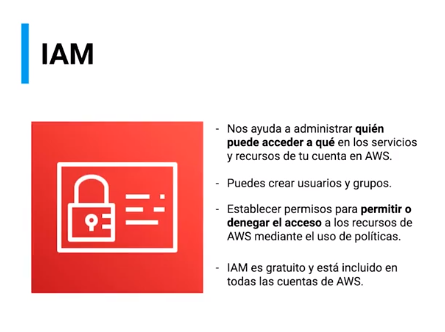 IAM
- Nos ayuda a administrar quién
puede acceder a qué en los servicios
y recursos de tu cuenta en AWS.
- Puedes crear usuarios y grupos.
- Establecer permisos para permitir o
denegar el acceso a los recursos de
AWS mediante el uso de políticas.
- IAM es gratuito y está incluido en
todas las cuentas de AWS.